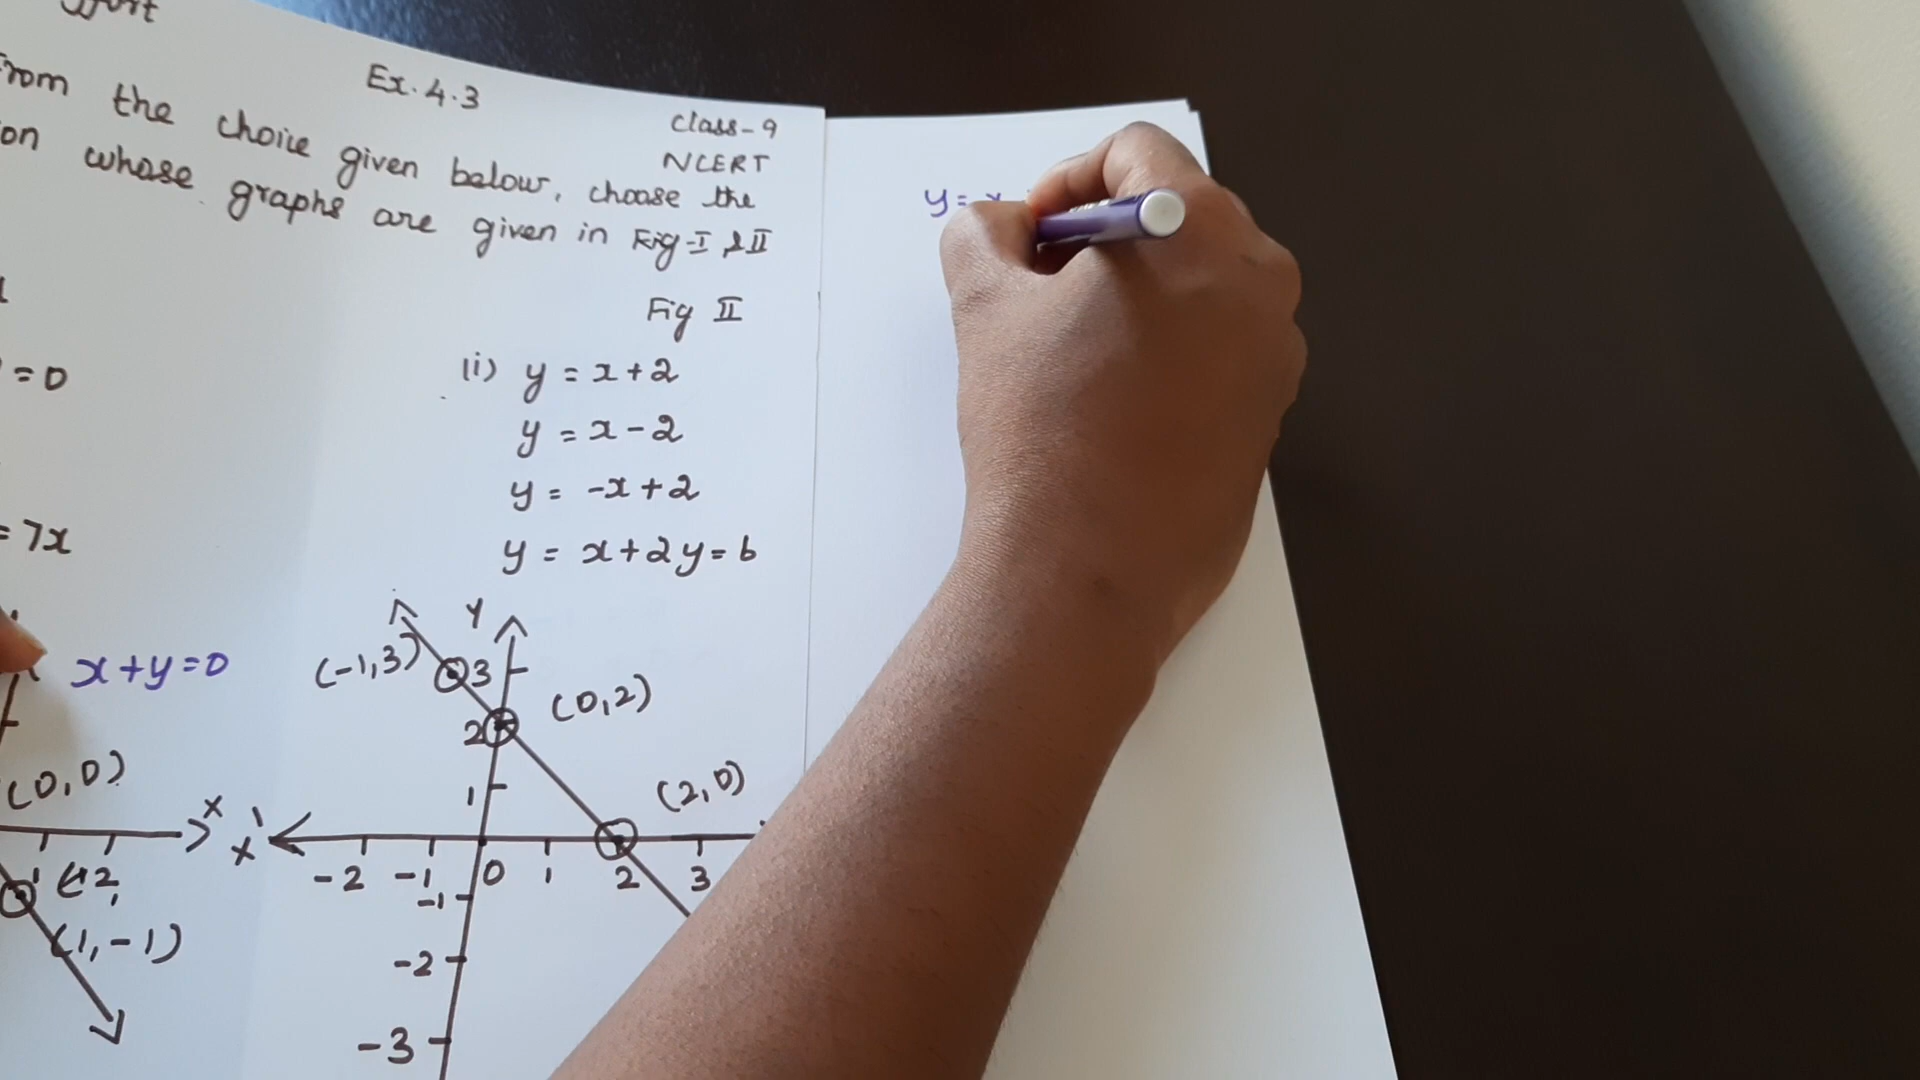 Ex. 4.3
Class-9
NCERT
from the choice given below, choose the
on whose graphs are given in Fig-I & II
Fig II
(i) y = x+2
y = x-2
y = -x+2
y = x+2y=6
=0
=7x
x+y=0
(0,0)
X
2
(1,-1)
Y
(-1,3)
3
(0,2)
2
(2,0)
1
X'
-2 -1 0 1 2 3
-1
-2
-3
y=x